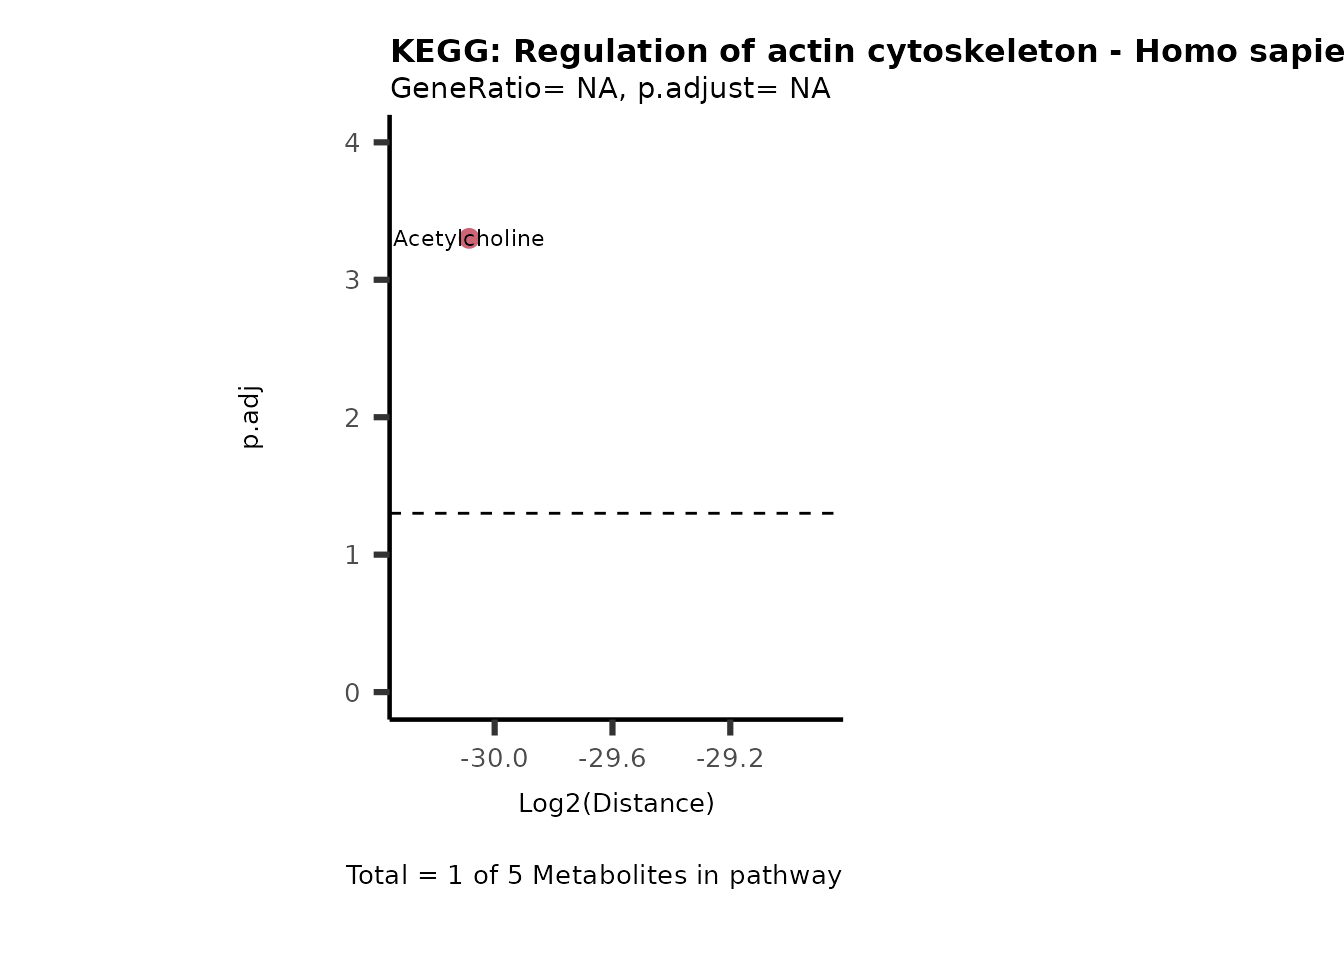 KEGG: Regulation of actin cytoskeleton - Homo sapie
GeneRatio= NA, p.adjust= NA
4
Acetylcholine
3
p.adj
2
1
0
-30.0 -29.6 -29.2
Log2(Distance)
Total = 1 of 5 Metabolites in pathway